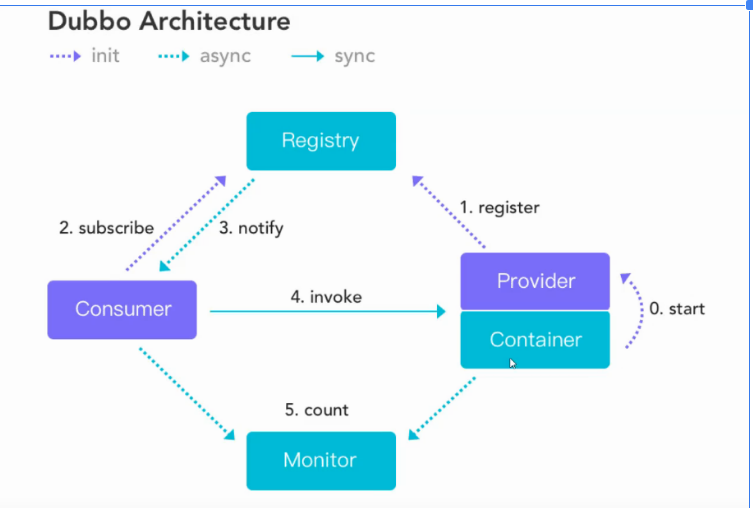 Dubbo Architecture
init async sync
Registry
1. register
2. subscribe 3. notify
Provider
Consumer 4. invoke 0. start
Container
5. count
Monitor